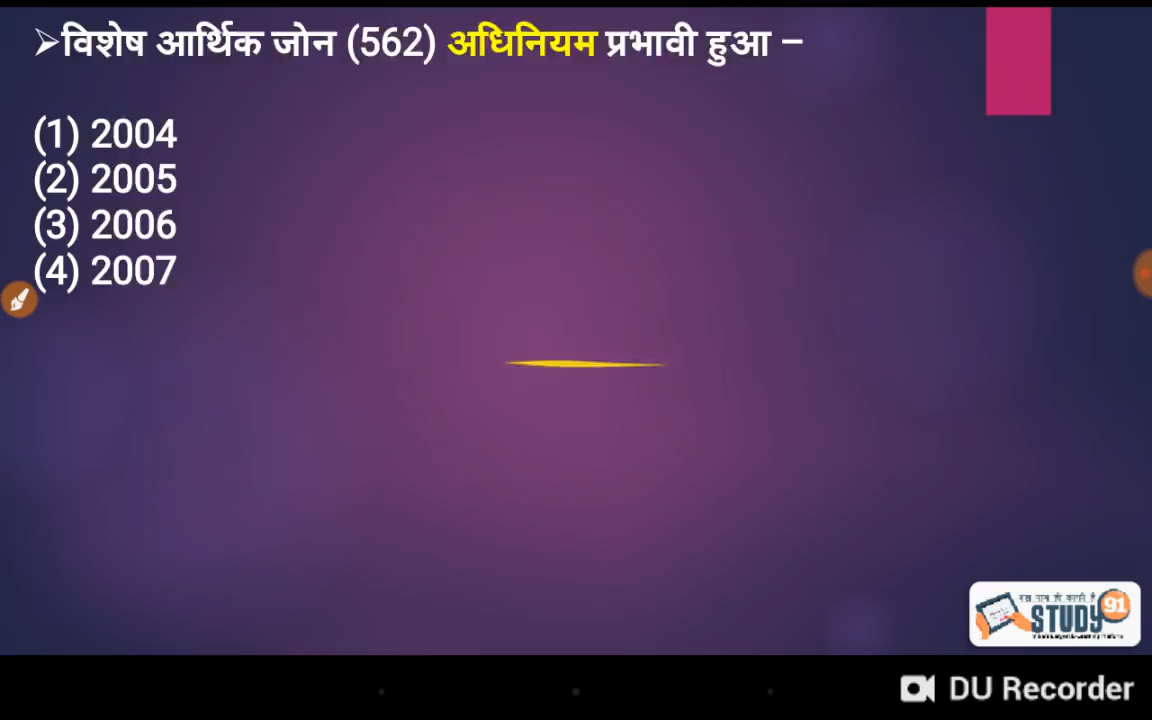 ➢विशेष आर्थिक जोन (562) अधिनियम प्रभावी हुआ –
(1) 2004
(2) 2005
(3) 2006
(4) 2007
STUDY 91
DU Recorder